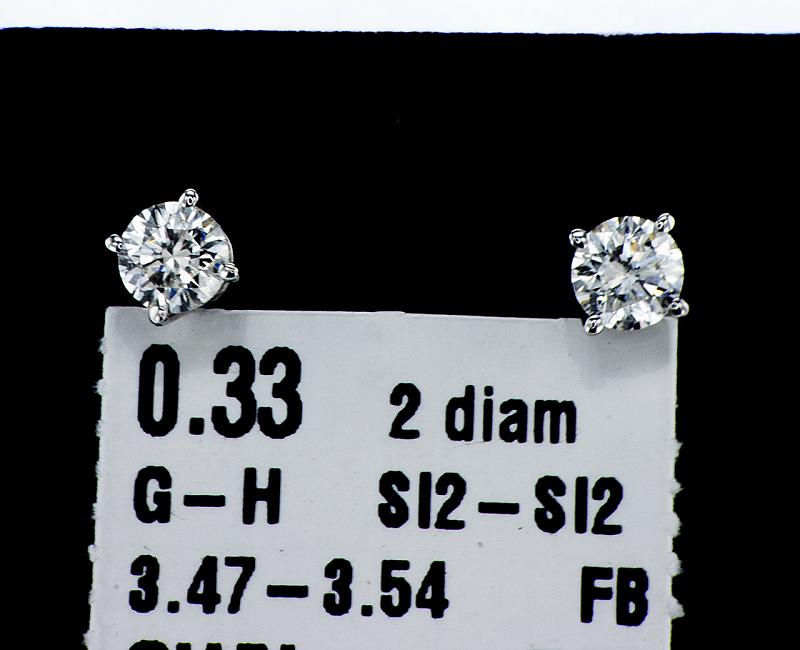 0.33 2 diam
G-H SI2-SI2
3.47-3.54 FB